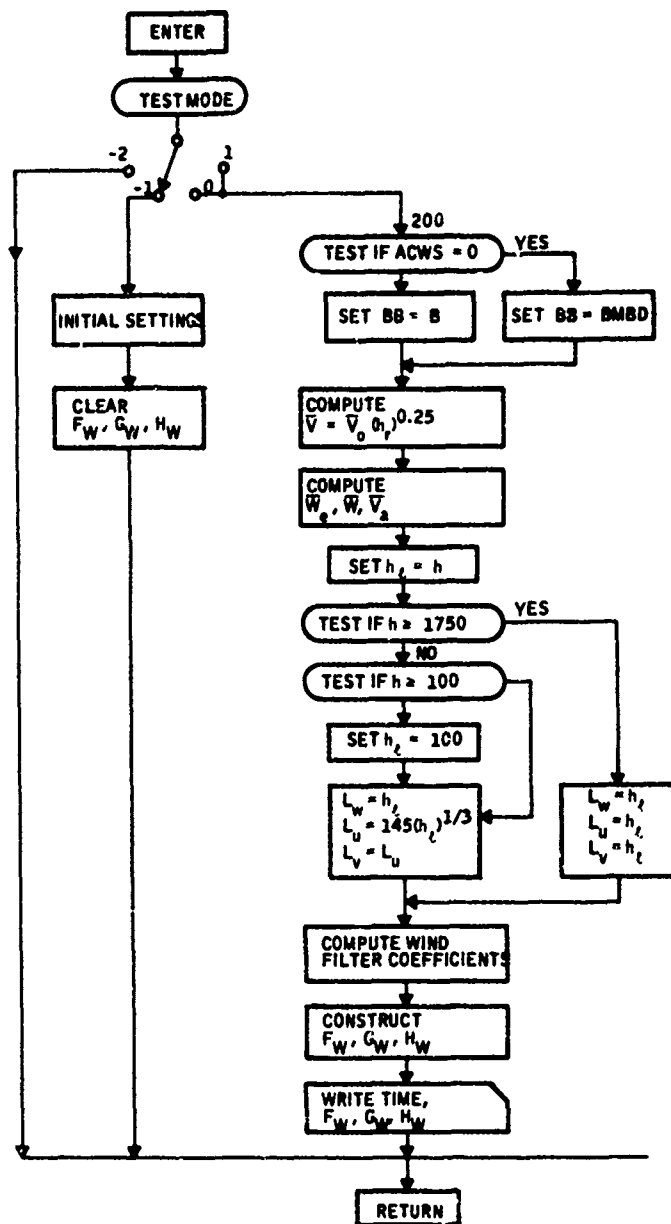 ENTER
TEST MODE
-2
1
-1
0
200
TEST IF ACWS = 0
YES
INITIAL SETTINGS
SET BB = B
SET BB = BMBD
CLEAR
F_W, G_W, H_W
COMPUTE
V̅ = V̅_o (h_r)^0.25
COMPUTE
W̅_e, W̅, V̅_a
SET h_ℓ = h
TEST IF h ≥ 1750
YES
NO
TEST IF h ≥ 100
SET h_ℓ = 100
L_w = h_ℓ
L_u = 145(h_ℓ)^1/3
L_v = L_u
L_w = h_ℓ
L_u = h_ℓ
L_v = h_ℓ
COMPUTE WIND
FILTER COEFFICIENTS
CONSTRUCT
F_W, G_W, H_W
WRITE TIME,
F_W, G_W, H_W
RETURN